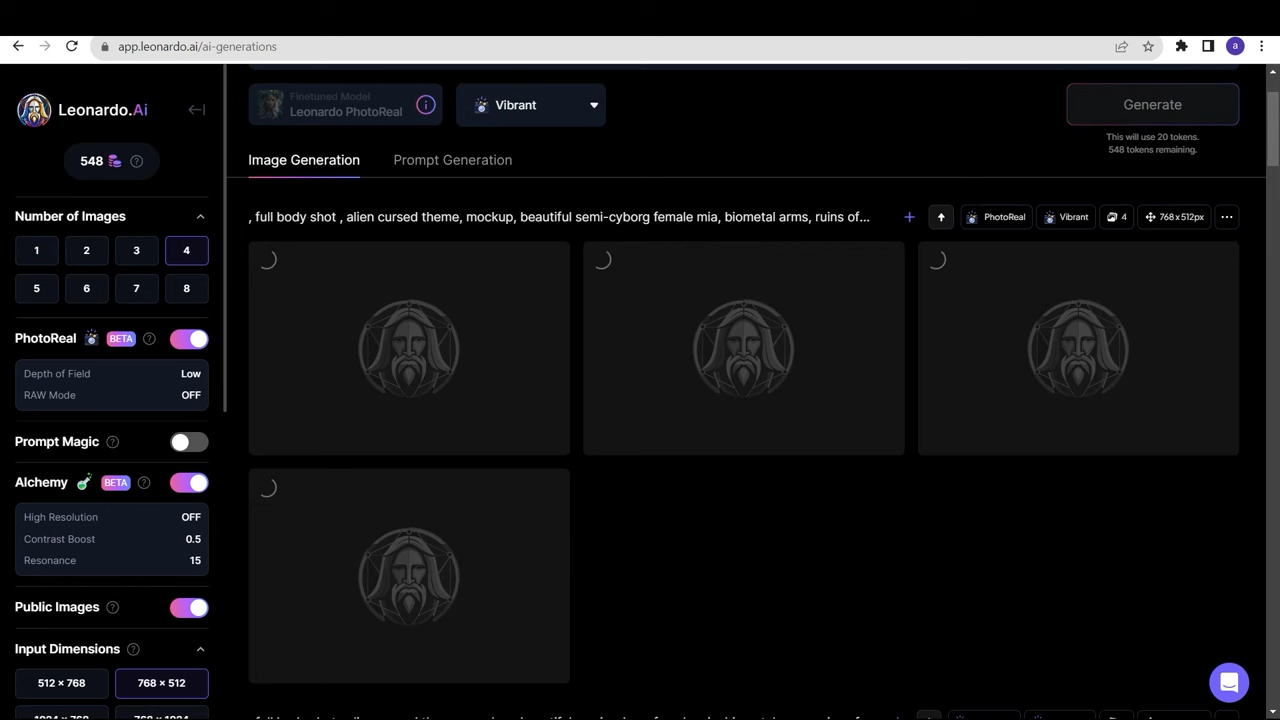 app.leonardo.ai/ai-generations
a
Leonardo.Ai
548
Number of Images
1 2 3 4
5 6 7 8
PhotoReal BETA
Depth of Field Low
RAW Mode OFF
Prompt Magic
Alchemy BETA
High Resolution OFF
Contrast Boost 0.5
Resonance 15
Public Images
Input Dimensions
512 × 768 768 × 512
1024 × 768 768 × 1024
Finetuned Model
Leonardo PhotoReal
Vibrant
Generate
This will use 20 tokens.
548 tokens remaining.
Image Generation Prompt Generation
, full body shot , alien cursed theme, mockup, beautiful semi-cyborg female mia, biometal arms, ruins of...
PhotoReal Vibrant 4 768 x 512px